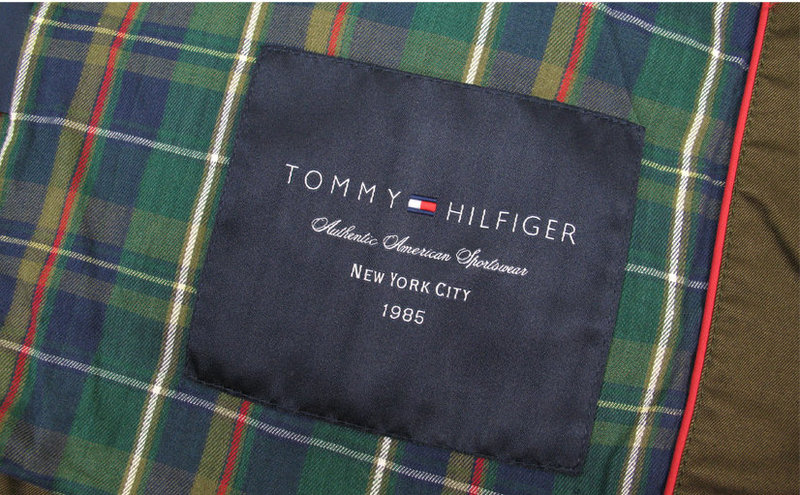 TOMMY HILFIGER
Authentic American Sportswear
NEW YORK CITY
1985